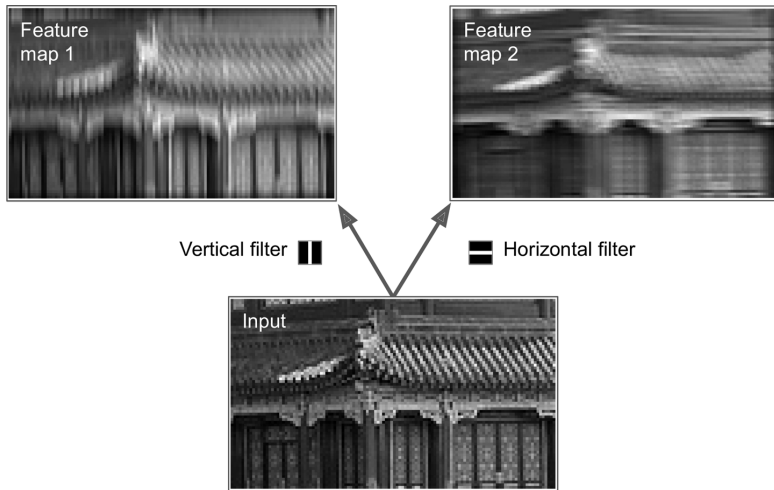 Feature
map 1
Feature
map 2
Vertical filter
Horizontal filter
Input